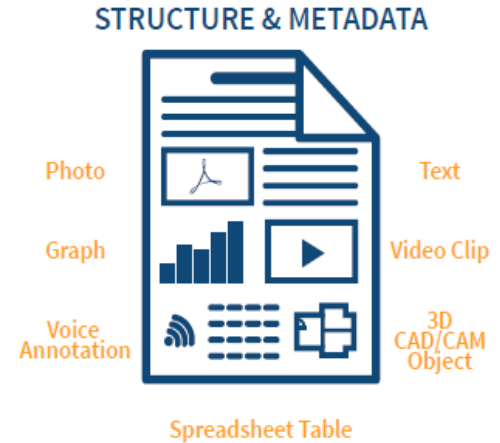 STRUCTURE & METADATA
Photo
Text
Graph
Video Clip
Voice
Annotation
3D
CAD/CAM
Object
Spreadsheet Table